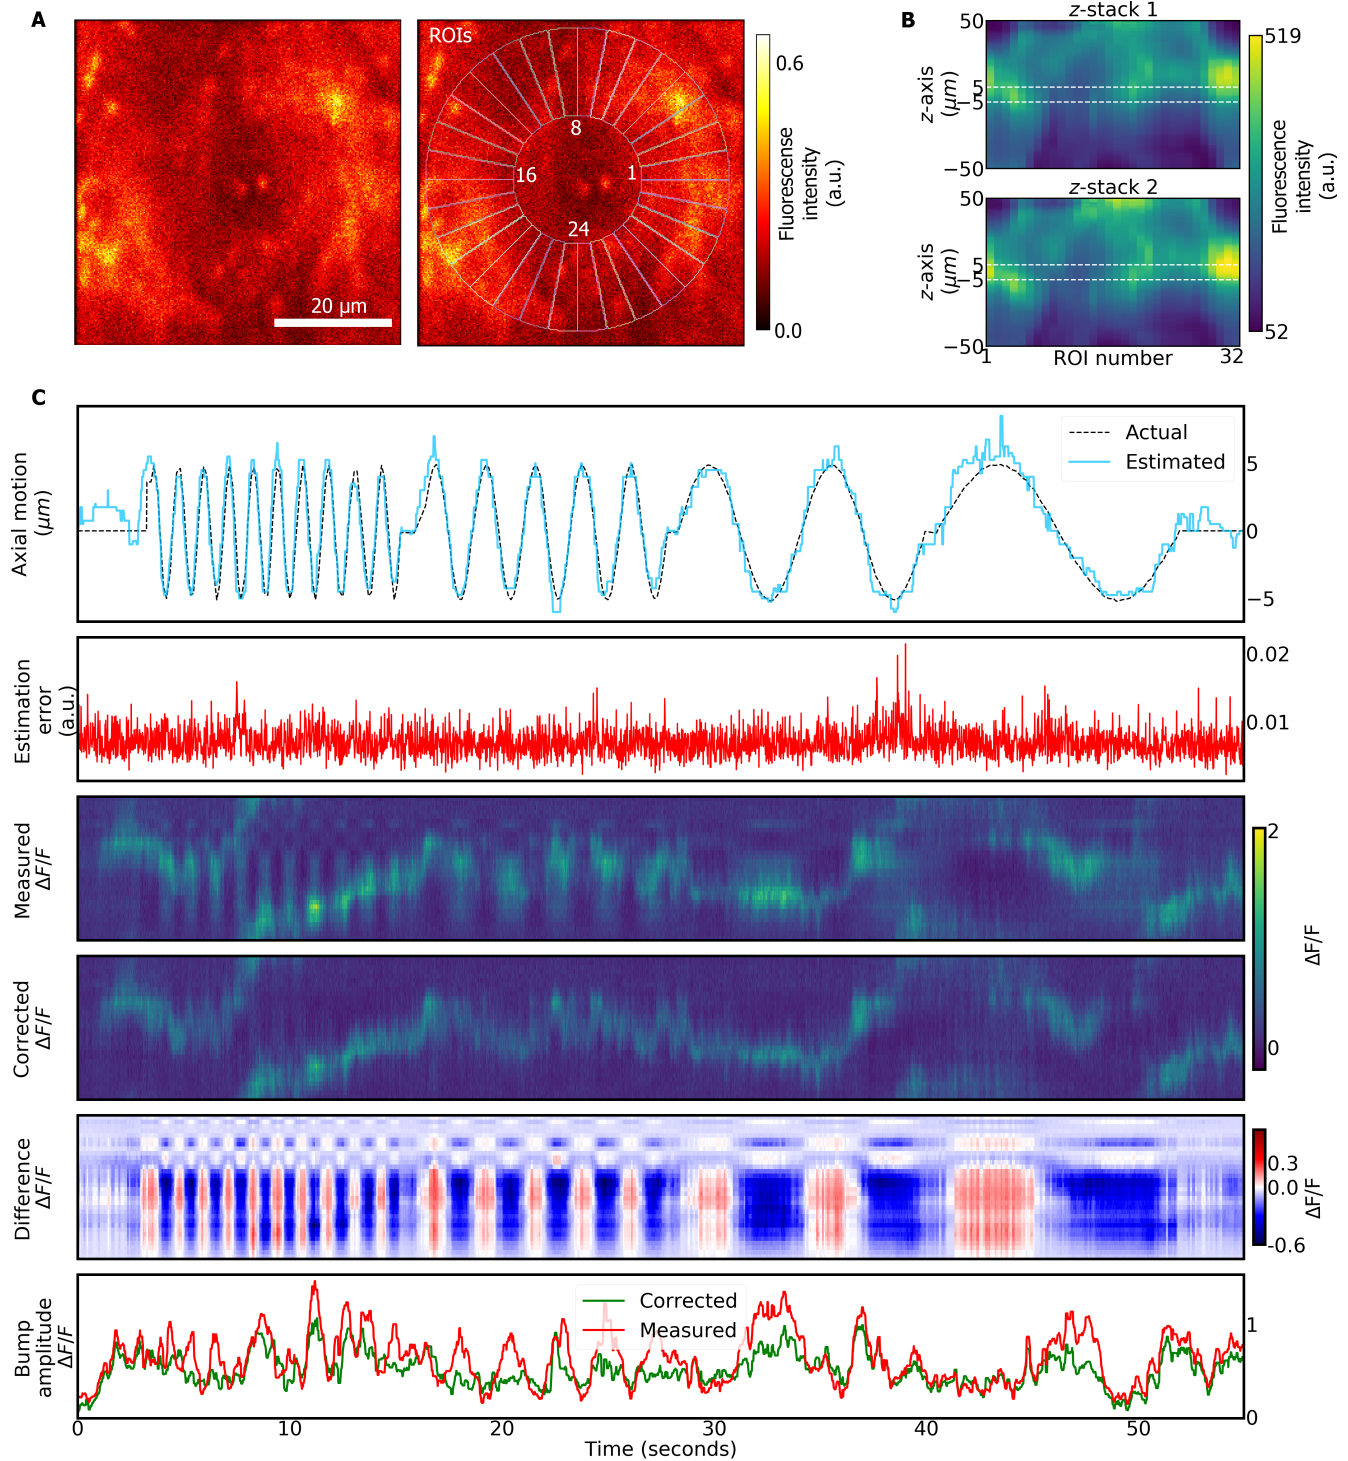 A
20 μm
ROIs
8
16
1
24
0.6
0.0
Fluorescense
intensity
(a.u.)
B
z-stack 1
50
5
−5
−50
z-axis
(μm)
z-stack 2
50
5
−5
−50
z-axis
(μm)
1
ROI number
32
519
52
Fluorescence
intensity
(a.u.)
C
Axial motion
(μm)
Actual
Estimated
5
0
−5
Estimation
error
(a.u.)
0.02
0.01
Measured
ΔF/F
Corrected
ΔF/F
2
0
ΔF/F
Difference
ΔF/F
0.3
0.0
-0.6
ΔF/F
Bump
amplitude
ΔF/F
Corrected
Measured
1
0
0
10
20
30
40
50
Time (seconds)